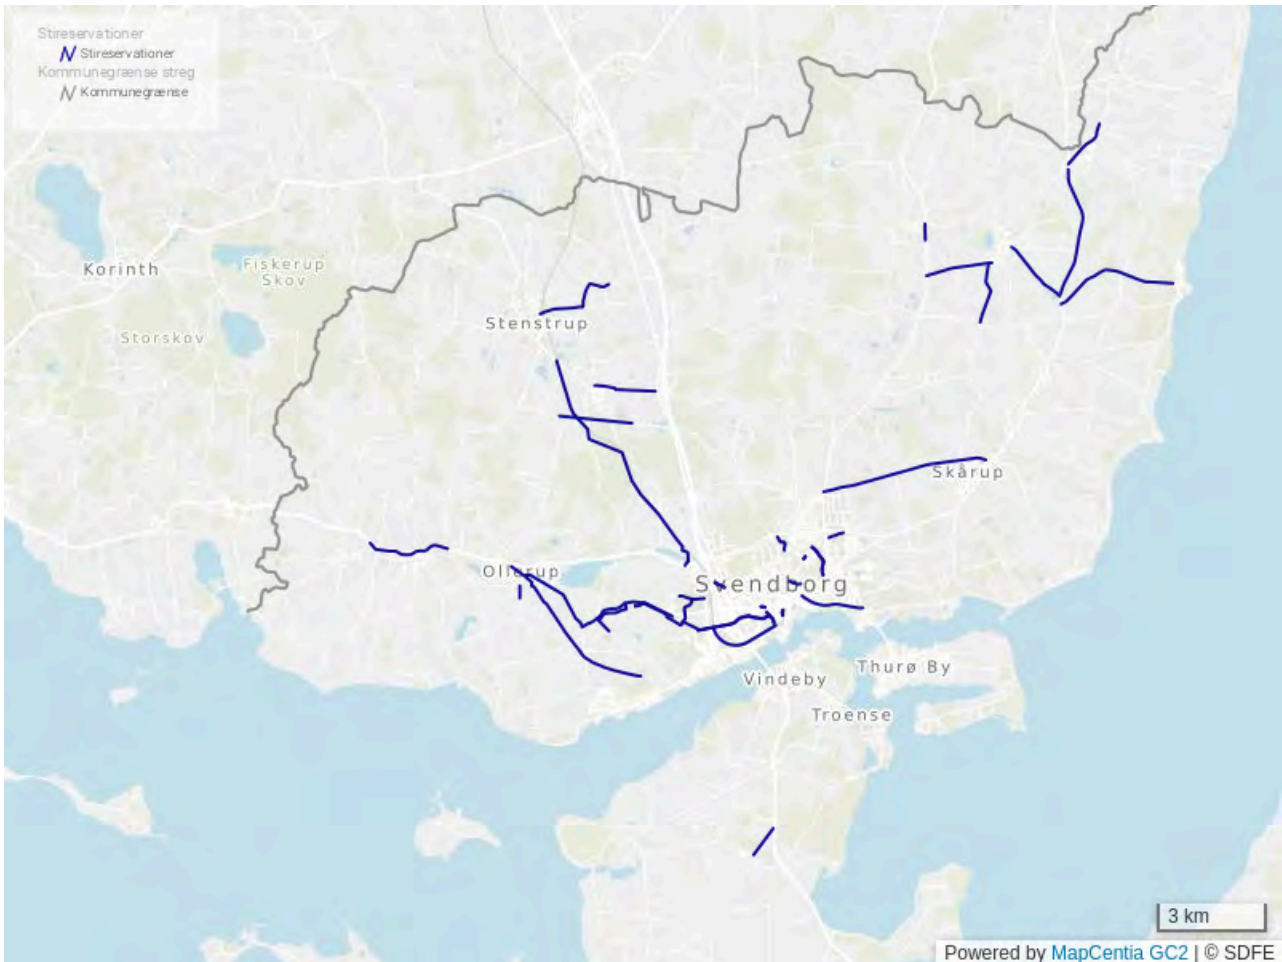 Stireservationer
Stireservationer
Kommunegrænse streg
Kommunegrænse
Korinth
Fiskerup
Skov
Storskov
Stenstrup
Skårup
Ollerup
Svendborg
Thurø By
Vindeby
Troense
3 km
Powered by MapCentia GC2 | © SDFE